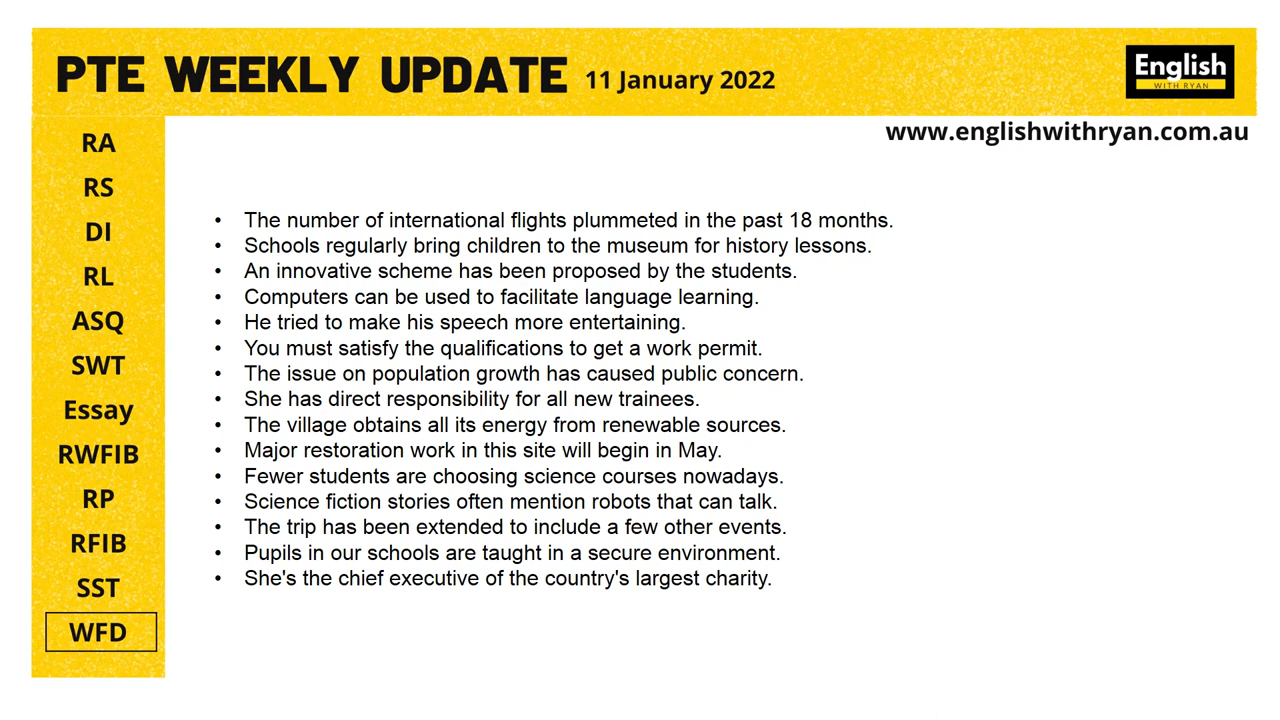 PTE WEEKLY UPDATE 11 January 2022
English
WITH RYAN
www.englishwithryan.com.au
RA
RS
DI
RL
ASQ
SWT
Essay
RWFIB
RP
RFIB
SST
WFD
• The number of international flights plummeted in the past 18 months.
• Schools regularly bring children to the museum for history lessons.
• An innovative scheme has been proposed by the students.
• Computers can be used to facilitate language learning.
• He tried to make his speech more entertaining.
• You must satisfy the qualifications to get a work permit.
• The issue on population growth has caused public concern.
• She has direct responsibility for all new trainees.
• The village obtains all its energy from renewable sources.
• Major restoration work in this site will begin in May.
• Fewer students are choosing science courses nowadays.
• Science fiction stories often mention robots that can talk.
• The trip has been extended to include a few other events.
• Pupils in our schools are taught in a secure environment.
• She's the chief executive of the country's largest charity.